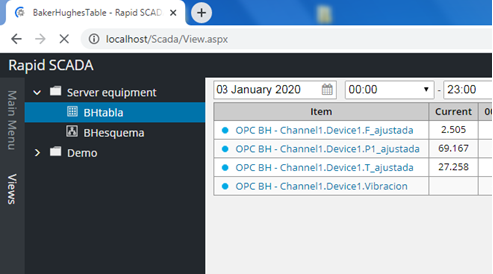 BakerHughesTable - Rapid SCAD
localhost/Scada/View.aspx
Rapid SCADA
Main Menu
Views
Server equipment
BHtabla
BHesquema
Demo
03 January 2020 00:00 - 23:00
Item Current 00
OPC BH - Channel1.Device1.F_ajustada 2.505
OPC BH - Channel1.Device1.P1_ajustada 69.167
OPC BH - Channel1.Device1.T_ajustada 27.258
OPC BH - Channel1.Device1.Vibracion